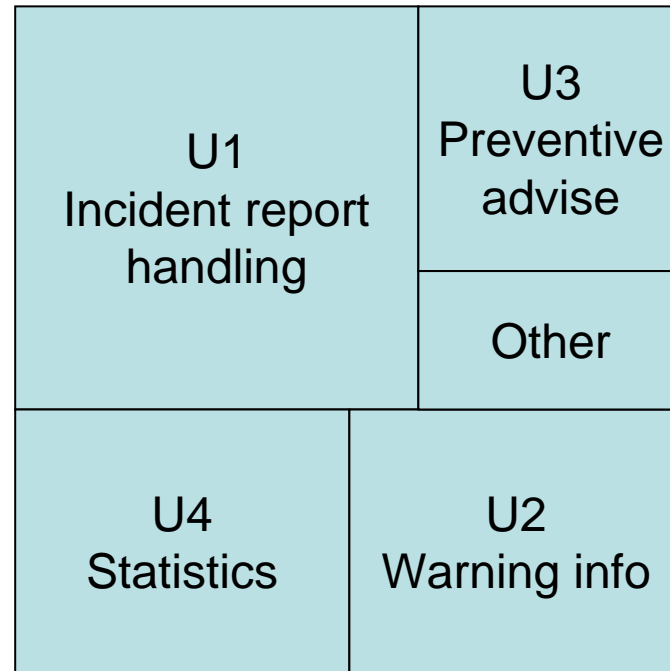 U1
Incident report
handling
U3
Preventive
advise
Other
U4
Statistics
U2
Warning info